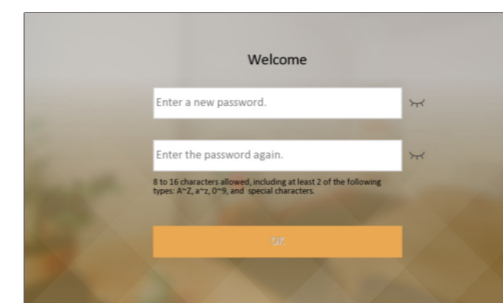 Welcome
Enter a new password.
Enter the password again.
8 to 16 characters allowed, including at least 2 of the following
types: A~Z, a~z, 0~9, and special characters.
OK